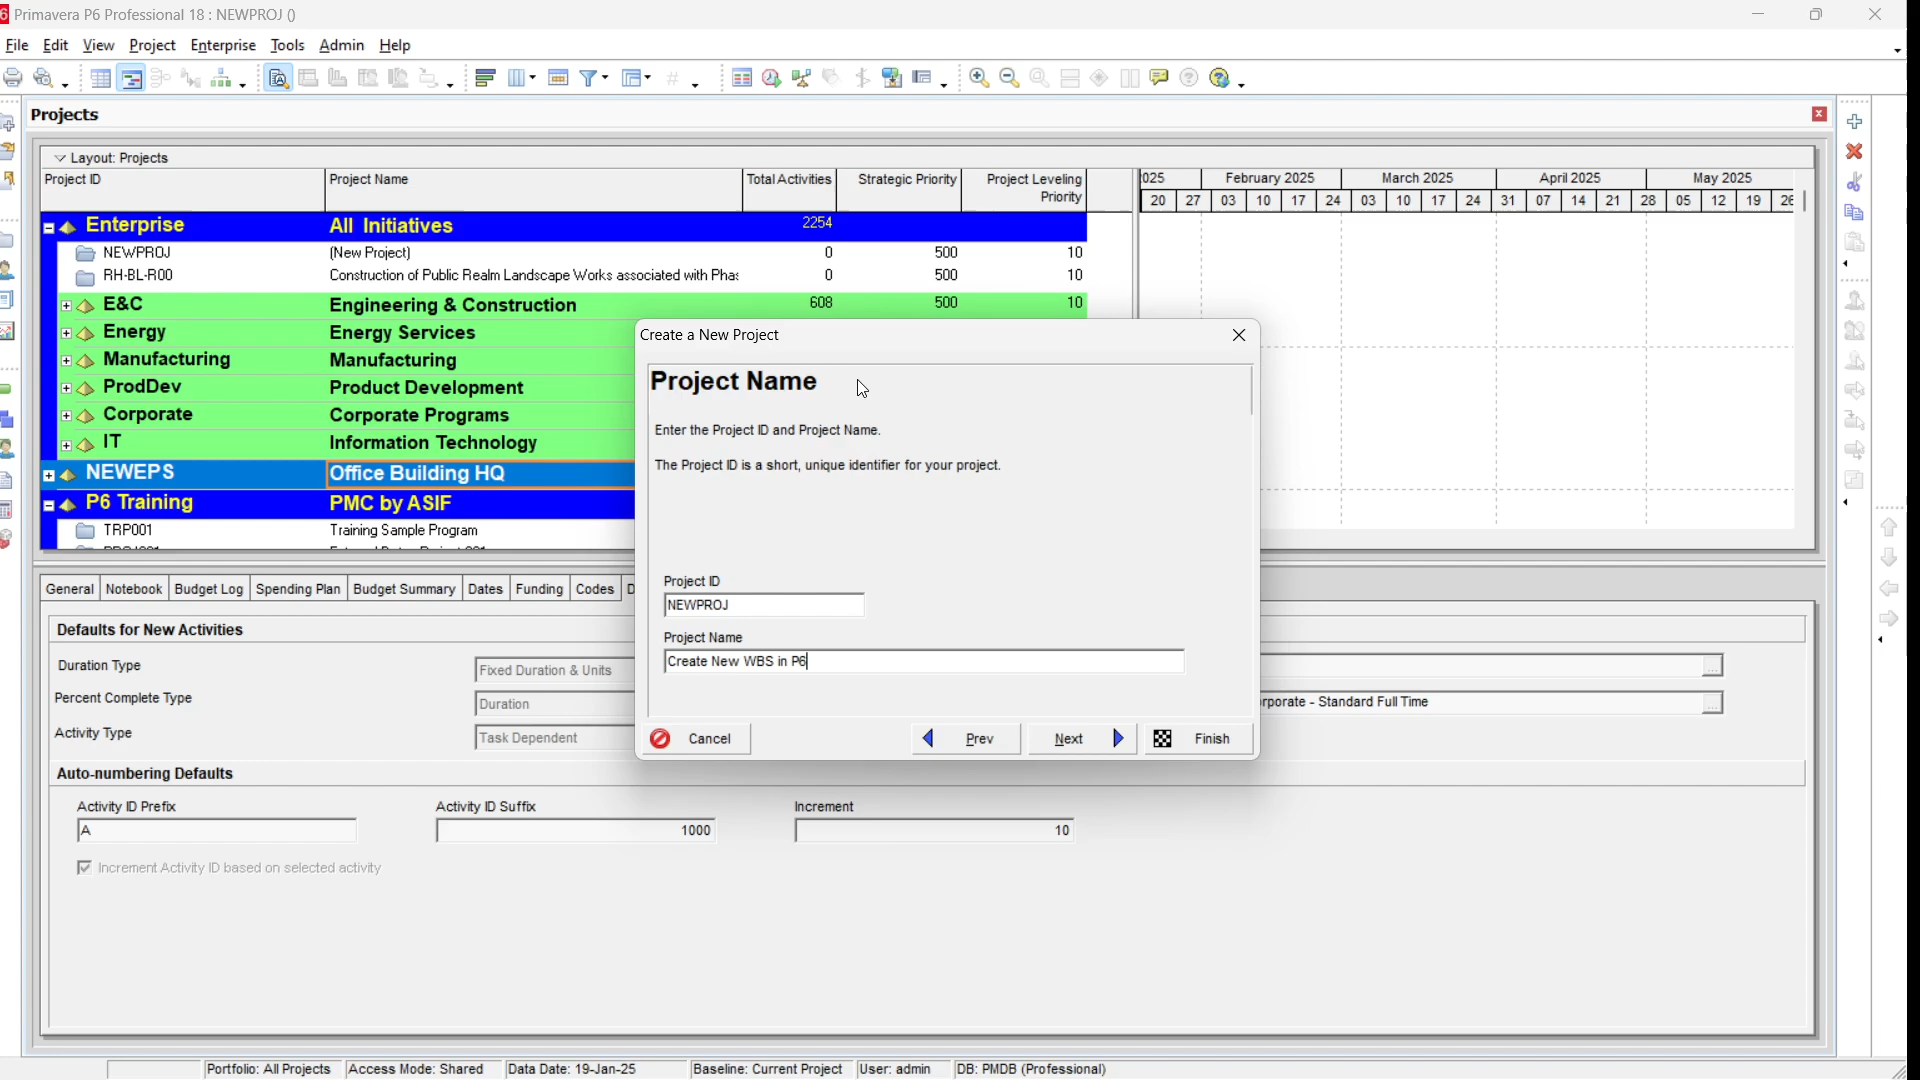 Primavera P6 Professional 18 : NEWPROJ ()
File Edit View Project Enterprise Tools Admin Help
Projects
Layout: Projects
Project ID Project Name Total Activities Strategic Priority Project Leveling Priority
025 February 2025 March 2025 April 2025 May 2025
20 27 03 10 17 24 03 10 17 24 31 07 14 21 28 05 12 19 26
Enterprise All Initiatives 2254
NEWPROJ (New Project) 0 500 10
RH-BL-R00 Construction of Public Realm Landscape Works associated with Phas 0 500 10
E&C Engineering & Construction 608 500 10
Energy Energy Services
Manufacturing Manufacturing
ProdDev Product Development
Corporate Corporate Programs
IT Information Technology
NEWEPS Office Building HQ
P6 Training PMC by ASIF
TRP001 Training Sample Program
Create a New Project
Project Name
Enter the Project ID and Project Name.
The Project ID is a short, unique identifier for your project.
Project ID
NEWPROJ
Project Name
Create New WBS in P6
Cancel Prev Next Finish
General Notebook Budget Log Spending Plan Budget Summary Dates Funding Codes D
Defaults for New Activities
Duration Type Fixed Duration & Units ...
Percent Complete Type Duration rporate - Standard Full Time ...
Activity Type Task Dependent
Auto-numbering Defaults
Activity ID Prefix Activity ID Suffix Increment
A 1000 10
Increment Activity ID based on selected activity
Portfolio: All Projects Access Mode: Shared Data Date: 19-Jan-25 Baseline: Current Project User: admin DB: PMDB (Professional)